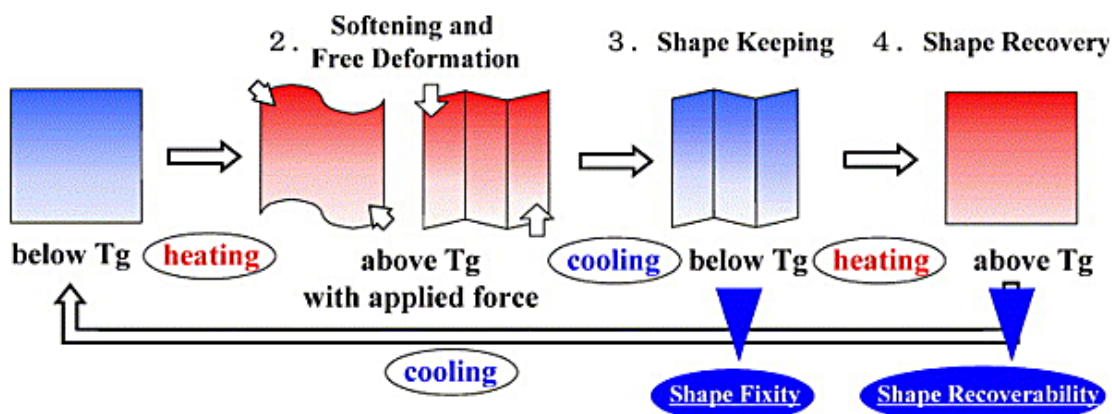 2. Softening and
Free Deformation
3. Shape Keeping
4. Shape Recovery
below Tg
heating
above Tg
with applied force
cooling
below Tg
heating
above Tg
cooling
Shape Fixity
Shape Recoverability